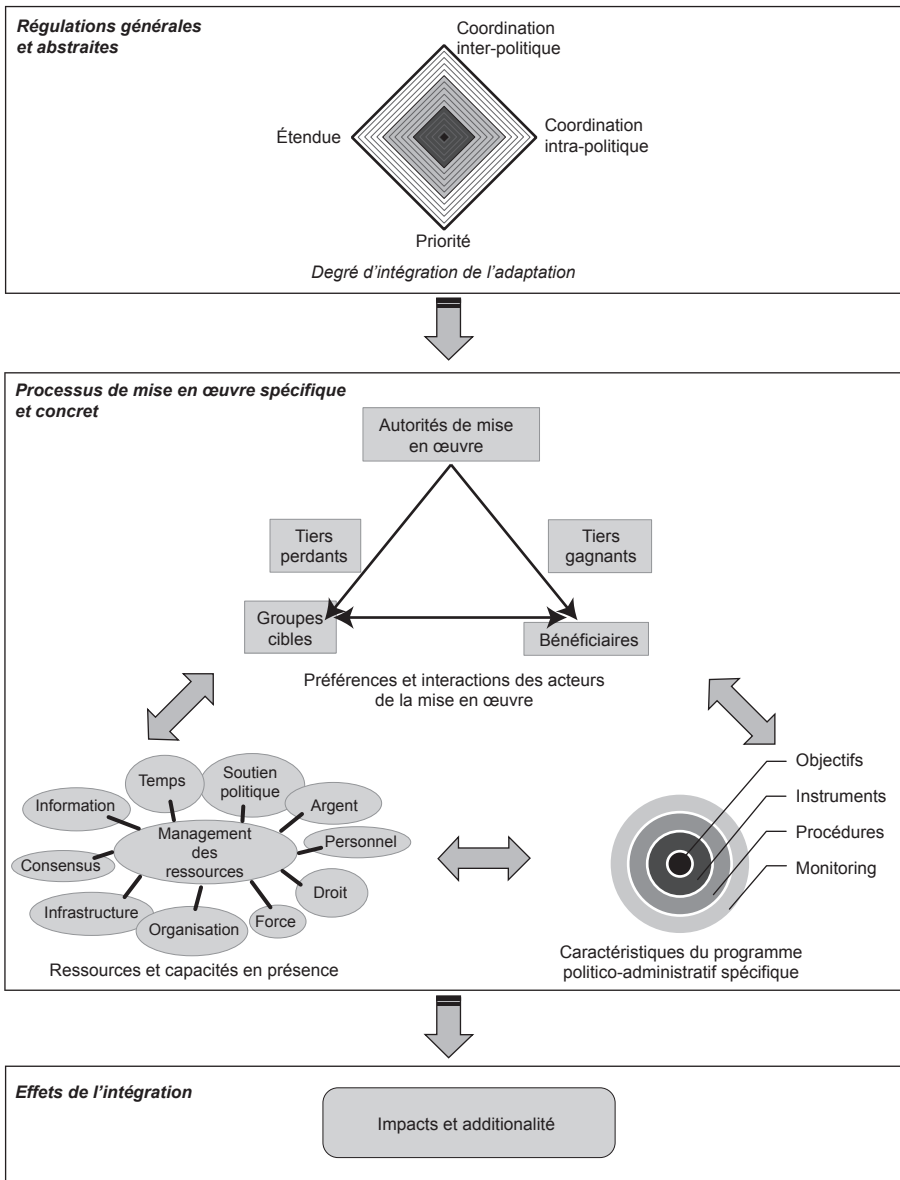 Régulations générales
et abstraites
Coordination
inter-politique
Étendue
Coordination
intra-politique
Priorité
Degré d’intégration de l’adaptation
Processus de mise en œuvre spécifique
et concret
Autorités de mise
en œuvre
Tiers
perdants
Tiers
gagnants
Groupes
cibles
Bénéficiaires
Préférences et interactions des acteurs
de la mise en œuvre
Temps
Soutien
politique
Information
Argent
Management
des
ressources
Personnel
Consensus
Droit
Infrastructure
Organisation
Force
Ressources et capacités en présence
Objectifs
Instruments
Procédures
Monitoring
Caractéristiques du programme
politico-administratif spécifique
Effets de l’intégration
Impacts et additionalité